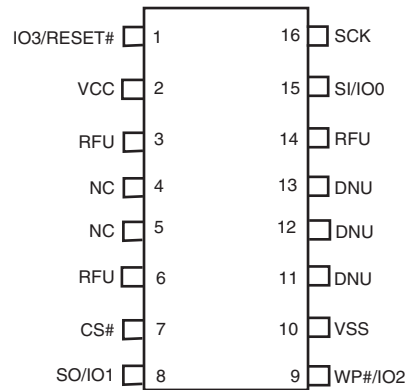 IO3/RESET# 1 16 SCK
VCC 2 15 SI/IO0
RFU 3 14 RFU
NC 4 13 DNU
NC 5 12 DNU
RFU 6 11 DNU
CS# 7 10 VSS
SO/IO1 8 9 WP#/IO2